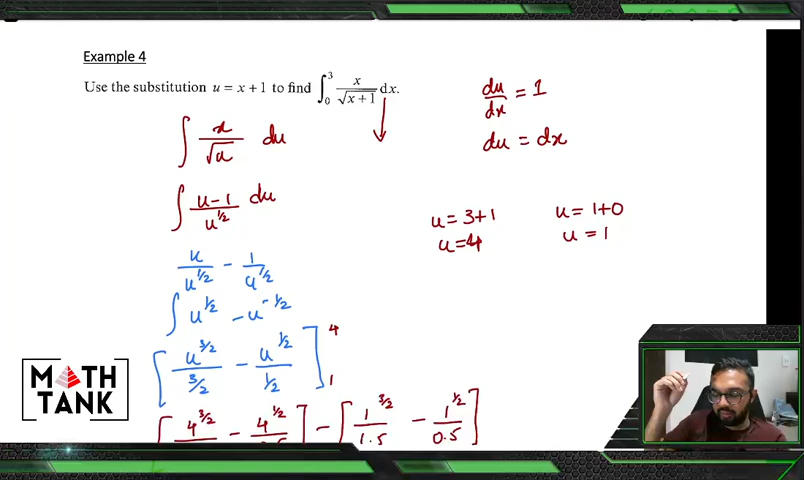 Example 4
Use the substitution u = x + 1 to find ∫₀³ x/√(x+1) dx.
du/dx = 1
du = dx
∫ x/√u du
∫ (u-1)/u^(1/2) du
u = 3+1
u = 4
u = 1+0
u = 1
u/u^(1/2) - 1/u^(1/2)
∫ u^(1/2) - u^(-1/2)
[ u^(3/2)/(3/2) - u^(1/2)/(1/2) ]₁⁴
[ 4^(3/2) - 4^(1/2) ] - [ 1^(3/2)/1.5 - 1^(1/2)/0.5 ]
MATH
TANK